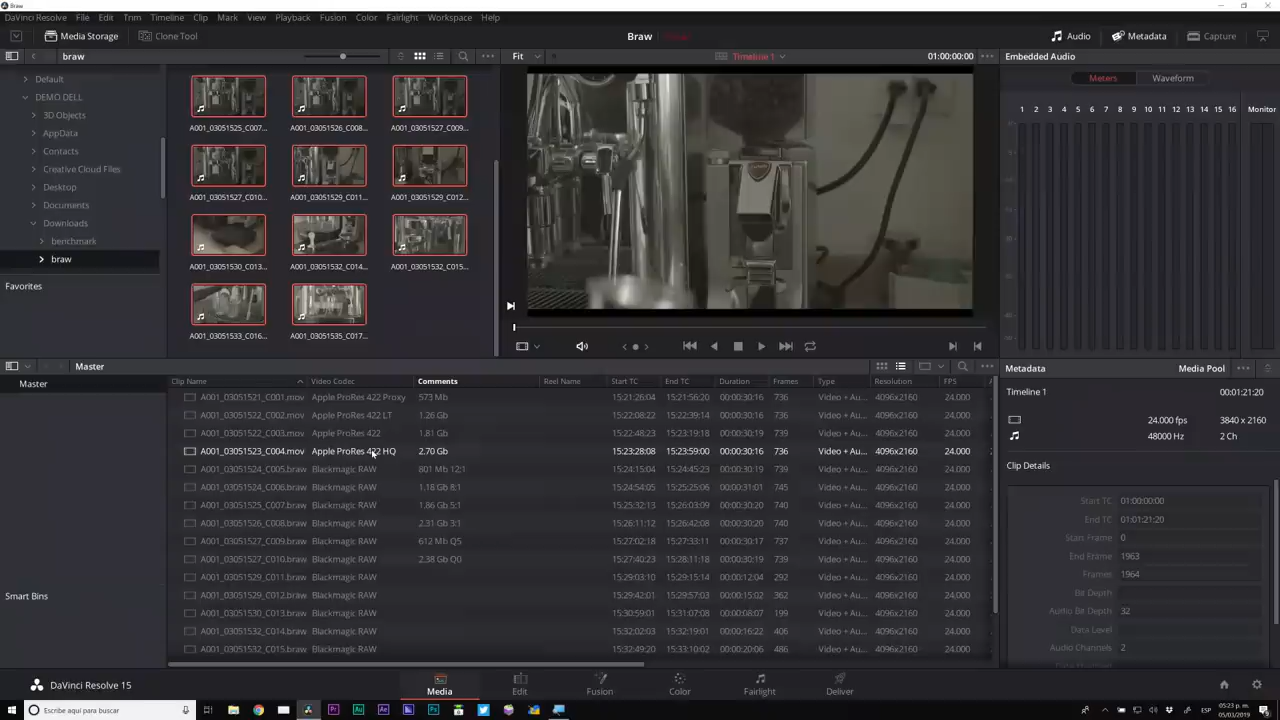 Braw
DaVinci Resolve File Edit Trim Timeline Clip Mark View Playback Fusion Color Fairlight Workspace Help
Media Storage Clone Tool Braw Audio Metadata Capture
braw Fit Timeline 1 01:00:00:00 Embedded Audio
Default
DEMO DELL
3D Objects
AppData
Contacts
Creative Cloud Files
Desktop
Documents
Downloads
benchmark
braw
Favorites
A001_03051525_C007... A001_03051526_C008... A001_03051527_C009...
A001_03051527_C010... A001_03051529_C011... A001_03051529_C012...
A001_03051530_C013... A001_03051532_C014... A001_03051532_C015...
A001_03051533_C016... A001_03051535_C017...
Meters Waveform
1 2 3 4 5 6 7 8 9 10 11 12 13 14 15 16 Monitor
Master
Master
Smart Bins
Clip Name Video Codec Comments Reel Name Start TC End TC Duration Frames Type Resolution FPS
A001_03051521_C001.mov Apple ProRes 422 Proxy 573 Mb 15:21:26:04 15:21:56:20 00:00:30:16 736 Video + Au... 4096x2160 24.000
A001_03051522_C002.mov Apple ProRes 422 LT 1.26 Gb 15:22:08:22 15:22:39:14 00:00:30:16 736 Video + Au... 4096x2160 24.000
A001_03051522_C003.mov Apple ProRes 422 1.81 Gb 15:22:48:23 15:23:19:18 00:00:30:19 739 Video + Au... 4096x2160 24.000
A001_03051523_C004.mov Apple ProRes 422 HQ 2.70 Gb 15:23:28:08 15:23:59:00 00:00:30:16 736 Video + Au... 4096x2160 24.000
A001_03051524_C005.braw Blackmagic RAW 801 Mb 12:1 15:24:05:10 15:24:36:05 00:00:30:19 739 Video + Au... 4096x2160 24.000
A001_03051524_C006.braw Blackmagic RAW 1.18 Gb 8:1 15:24:54:05 15:25:25:06 00:00:31:01 745 Video + Au... 4096x2160 24.000
A001_03051525_C007.braw Blackmagic RAW 1.86 Gb 5:1 15:25:32:13 15:26:03:09 00:00:30:20 740 Video + Au... 4096x2160 24.000
A001_03051526_C008.braw Blackmagic RAW 2.31 Gb 3:1 15:26:11:12 15:26:42:08 00:00:30:20 740 Video + Au... 4096x2160 24.000
A001_03051527_C009.braw Blackmagic RAW 612 Mb Q5 15:27:02:18 15:27:33:11 00:00:30:17 737 Video + Au... 4096x2160 24.000
A001_03051527_C010.braw Blackmagic RAW 2.38 Gb Q0 15:27:40:23 15:28:11:18 00:00:30:19 739 Video + Au... 4096x2160 24.000
A001_03051529_C011.braw Blackmagic RAW 15:29:03:10 15:29:15:14 00:00:12:04 292 Video + Au... 4096x2160 24.000
A001_03051529_C012.braw Blackmagic RAW 15:29:42:01 15:29:57:03 00:00:15:02 362 Video + Au... 4096x2160 24.000
A001_03051530_C013.braw Blackmagic RAW 15:30:59:01 15:31:07:08 00:00:08:07 199 Video + Au... 4096x2160 24.000
A001_03051532_C014.braw Blackmagic RAW 15:32:02:03 15:32:19:01 00:00:16:22 406 Video + Au... 4096x2160 24.000
A001_03051532_C015.braw Blackmagic RAW 15:32:49:20 15:33:10:02 00:00:20:06 486 Video + Au... 4096x2160 24.000
Metadata Media Pool
Timeline 1 01:00:21:20
24.000 fps 3840 x 2160
48000 Hz 2 Ch
Clip Details
Start TC 01:00:00:00
End TC 01:01:21:20
Start Frame 0
End Frame 1963
Frames 1964
Bit Depth
Audio Bit Depth 32
Data Level
Audio Channels 2
DaVinci Resolve 15 Media Edit Fusion Color Fairlight Deliver
Escribe aquí para buscar ESP 05:23 p. m.
05/03/2019